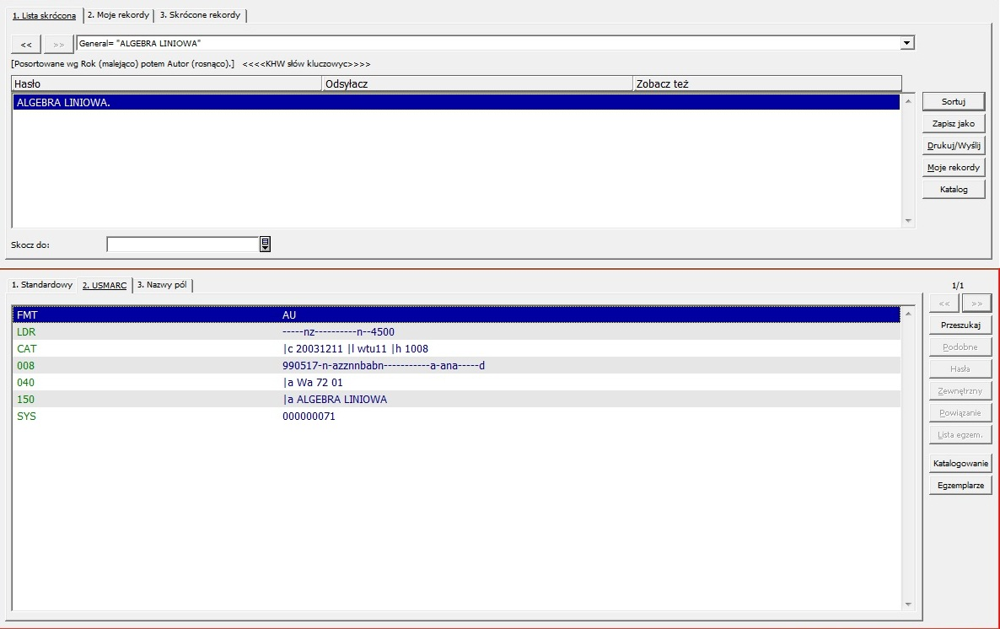 1. Lista skrócona 2. Moje rekordy 3. Skrócone rekordy
<< >> General= "ALGEBRA LINIOWA"
[Posortowane wg Rok (malejąco) potem Autor (rosnąco).] <<<<KHW słów kluczowyc>>>>
Hasło Odsyłacz Zobacz też
ALGEBRA LINIOWA.
Sortuj
Zapisz jako
Drukuj/Wyślij
Moje rekordy
Katalog
Skocz do:
1. Standardowy 2. USMARC 3. Nazwy pól
1/1
<< >>
FMT AU
LDR -----nz----------n--4500
CAT |c 20031211 |l wtu11 |h 1008
008 990517-n-azznnbabn-----------a-ana-----d
040 |a Wa 72 01
150 |a ALGEBRA LINIOWA
SYS 000000071
Przeszukaj
Podobne
Hasła
Zewnętrzny
Powiązanie
Lista egzem.
Katalogowanie
Egzemplarze